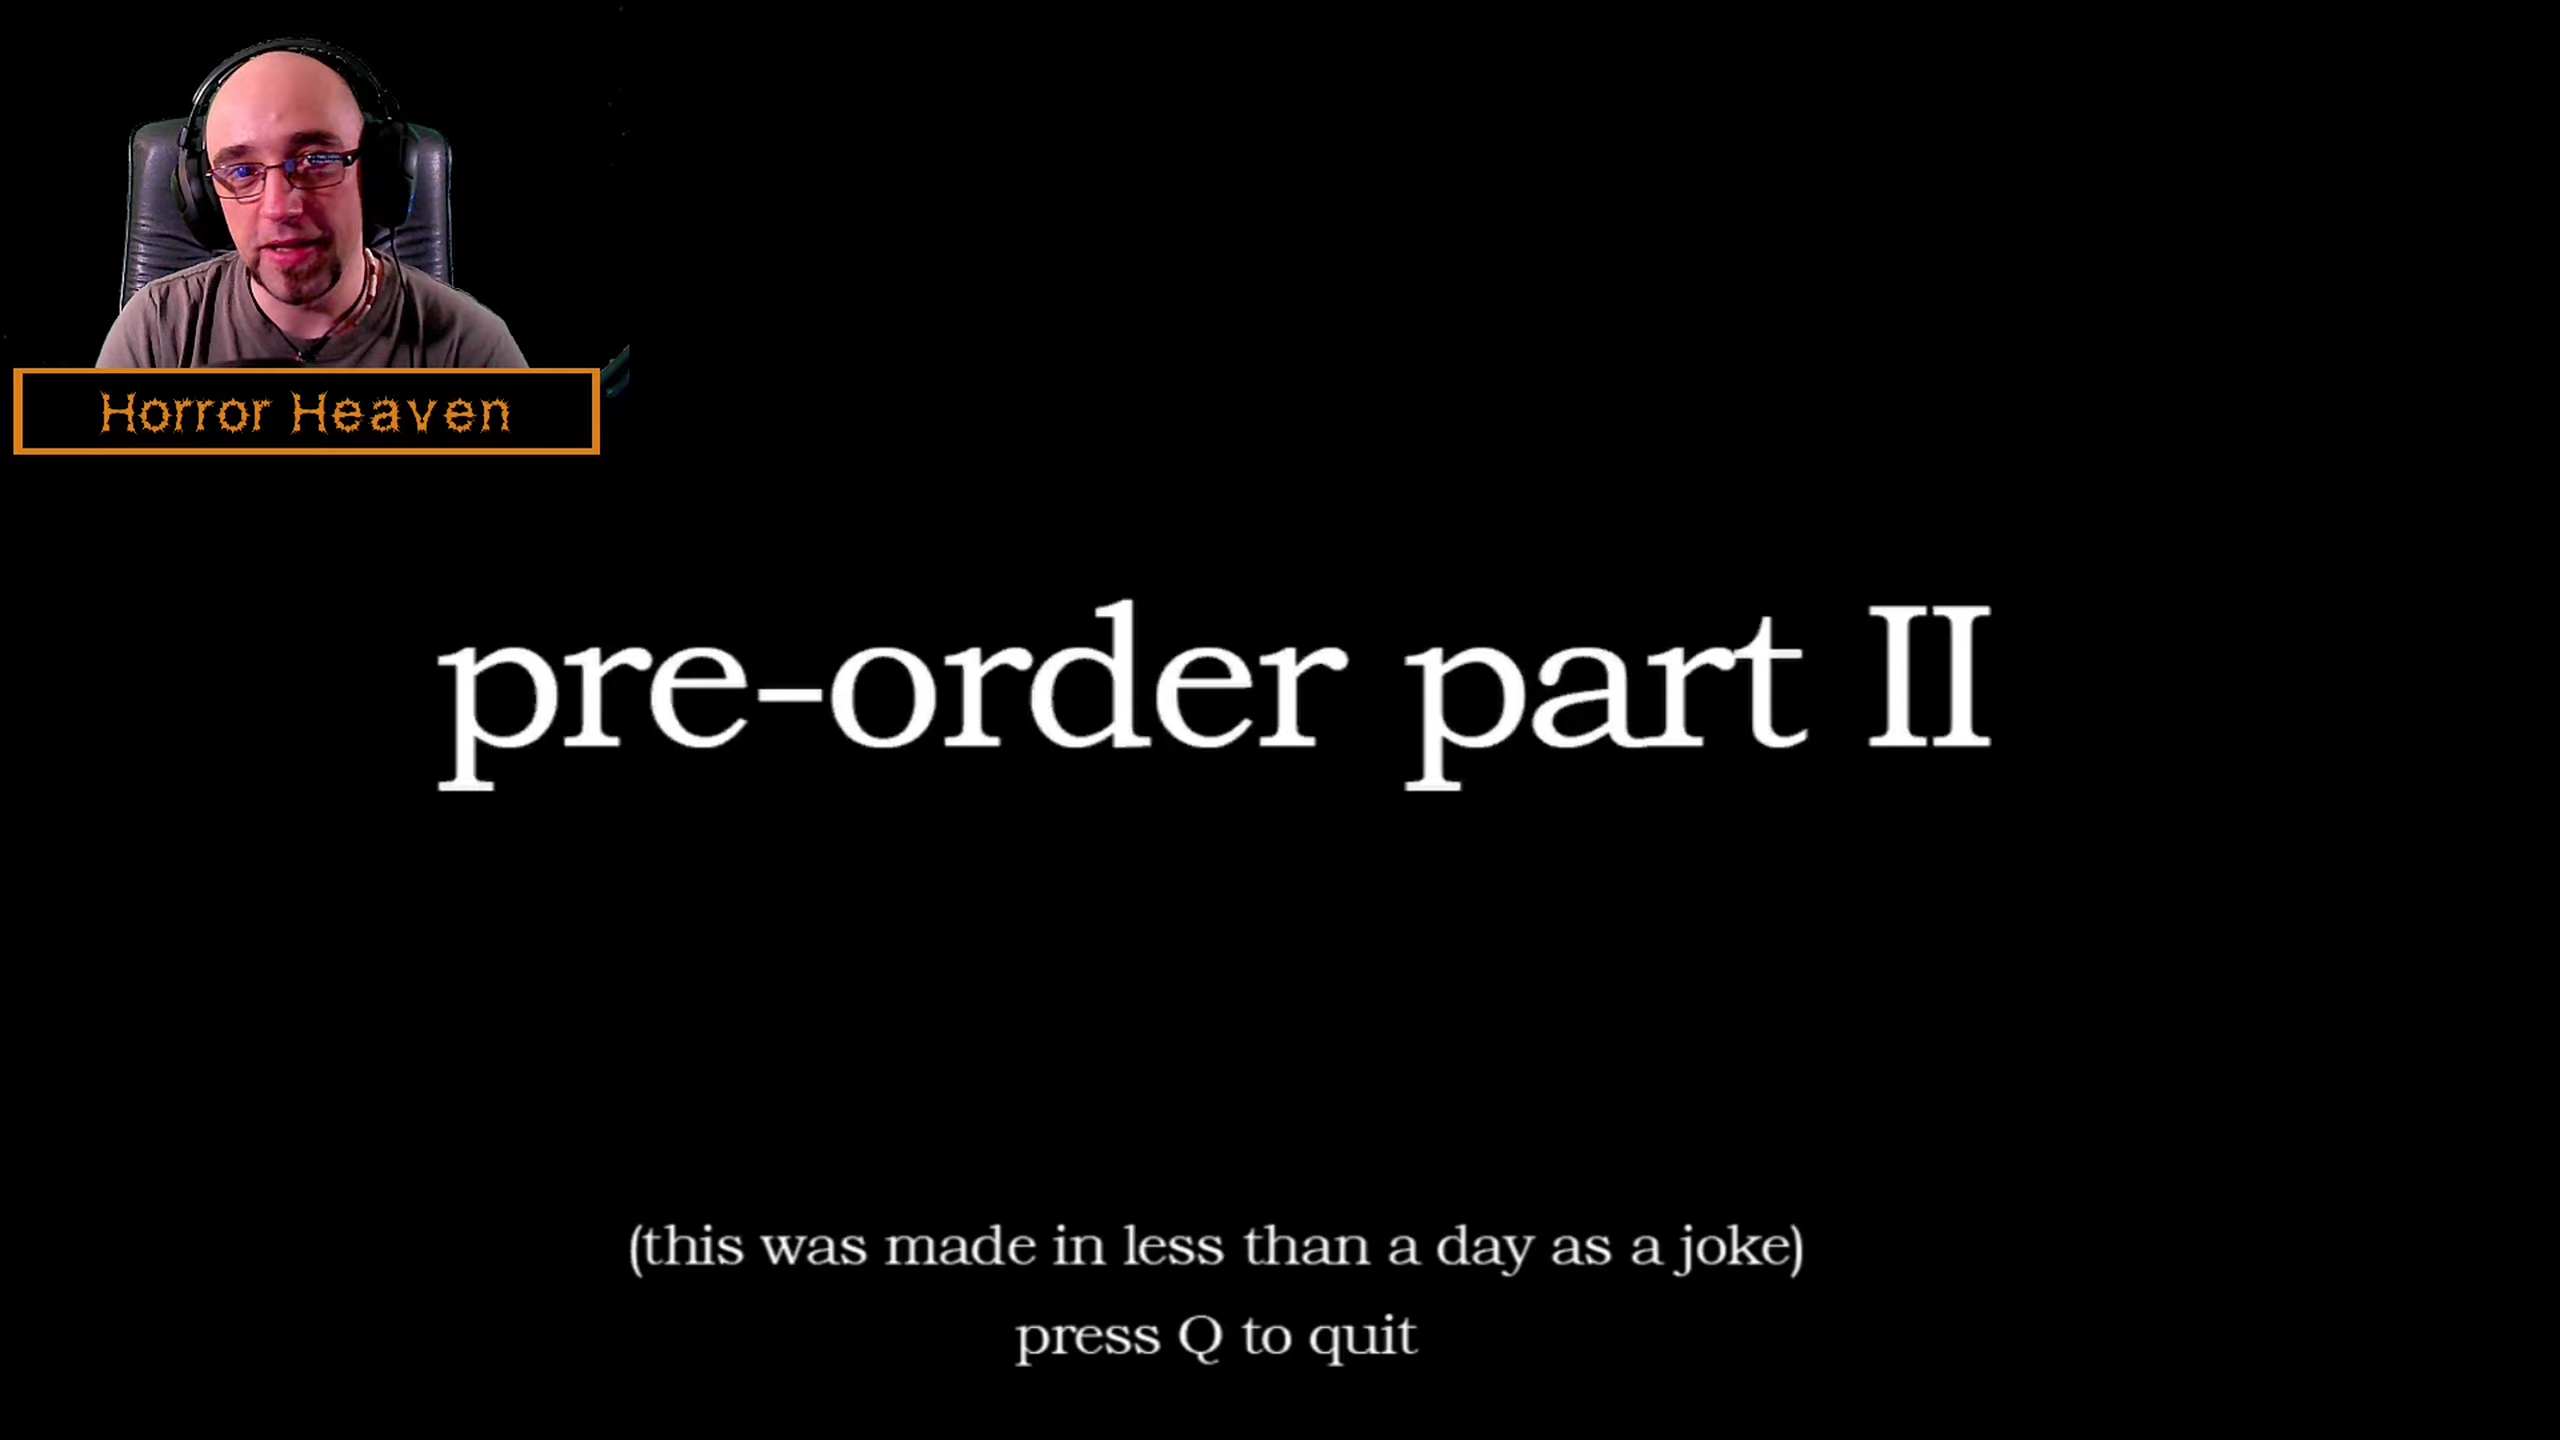 Horror Heaven
pre-order part II
(this was made in less than a day as a joke)
press Q to quit